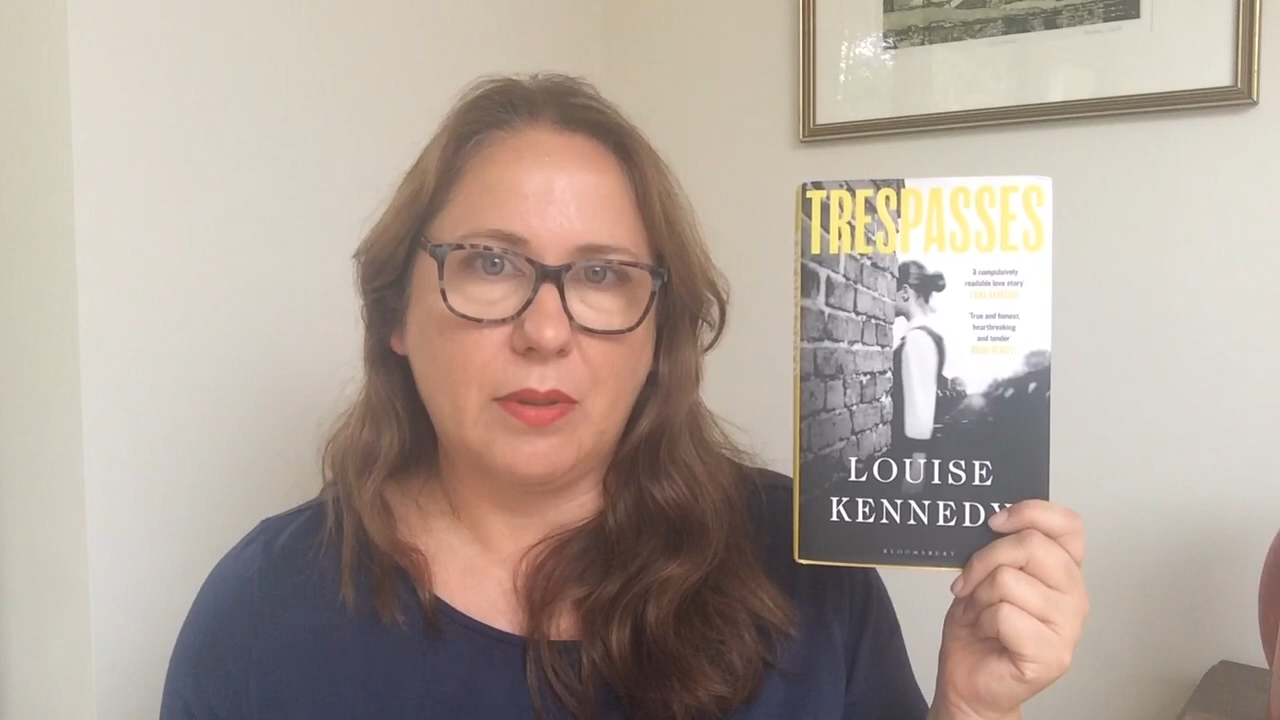 TRESPASSES
'A compulsively
readable love story'
'True and honest,
heartbreaking
and tender'
LOUISE
KENNEDY
BLOOMSBURY